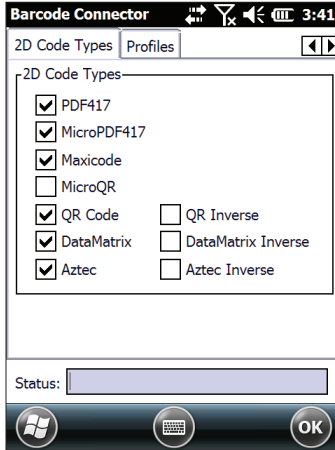 Barcode Connector 3:41
2D Code Types Profiles
2D Code Types
PDF417
MicroPDF417
Maxicode
MicroQR
QR Code QR Inverse
DataMatrix DataMatrix Inverse
Aztec Aztec Inverse
Status:
OK